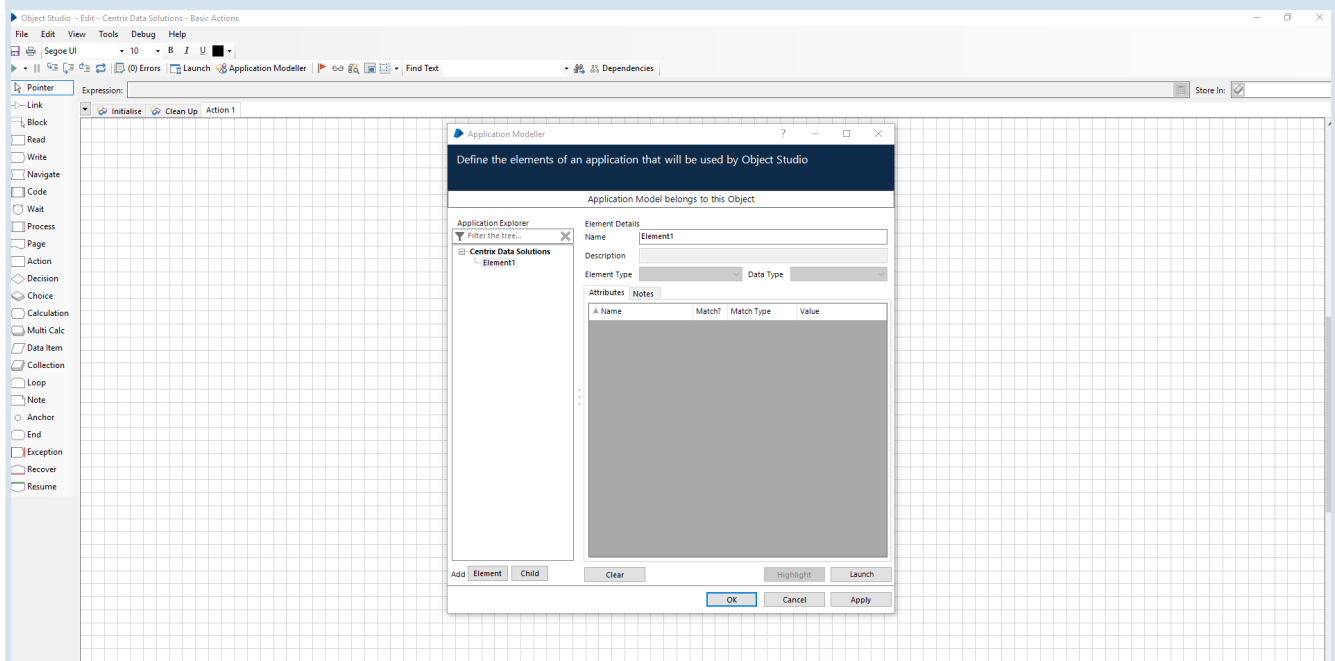 Object Studio - Edit - Centrix Data Solutions - Basic Actions
File Edit View Tools Debug Help
Segoe UI 10 B I U
(0) Errors Launch Application Modeller Find Text Dependencies
Pointer
Expression: Store In:
Link
Initialise Clean Up Action 1
Block
Read
Write
Navigate
Code
Wait
Process
Page
Action
Decision
Choice
Calculation
Multi Calc
Data Item
Collection
Loop
Note
Anchor
End
Exception
Recover
Resume
Application Modeller ?
Define the elements of an application that will be used by Object Studio
Application Model belongs to this Object
Application Explorer
Filter the tree...
Centrix Data Solutions
Element1
Add Element Child
Element Details
Name Element1
Description
Element Type Data Type
Attributes Notes
Name Match? Match Type Value
Clear Highlight Launch
OK Cancel Apply